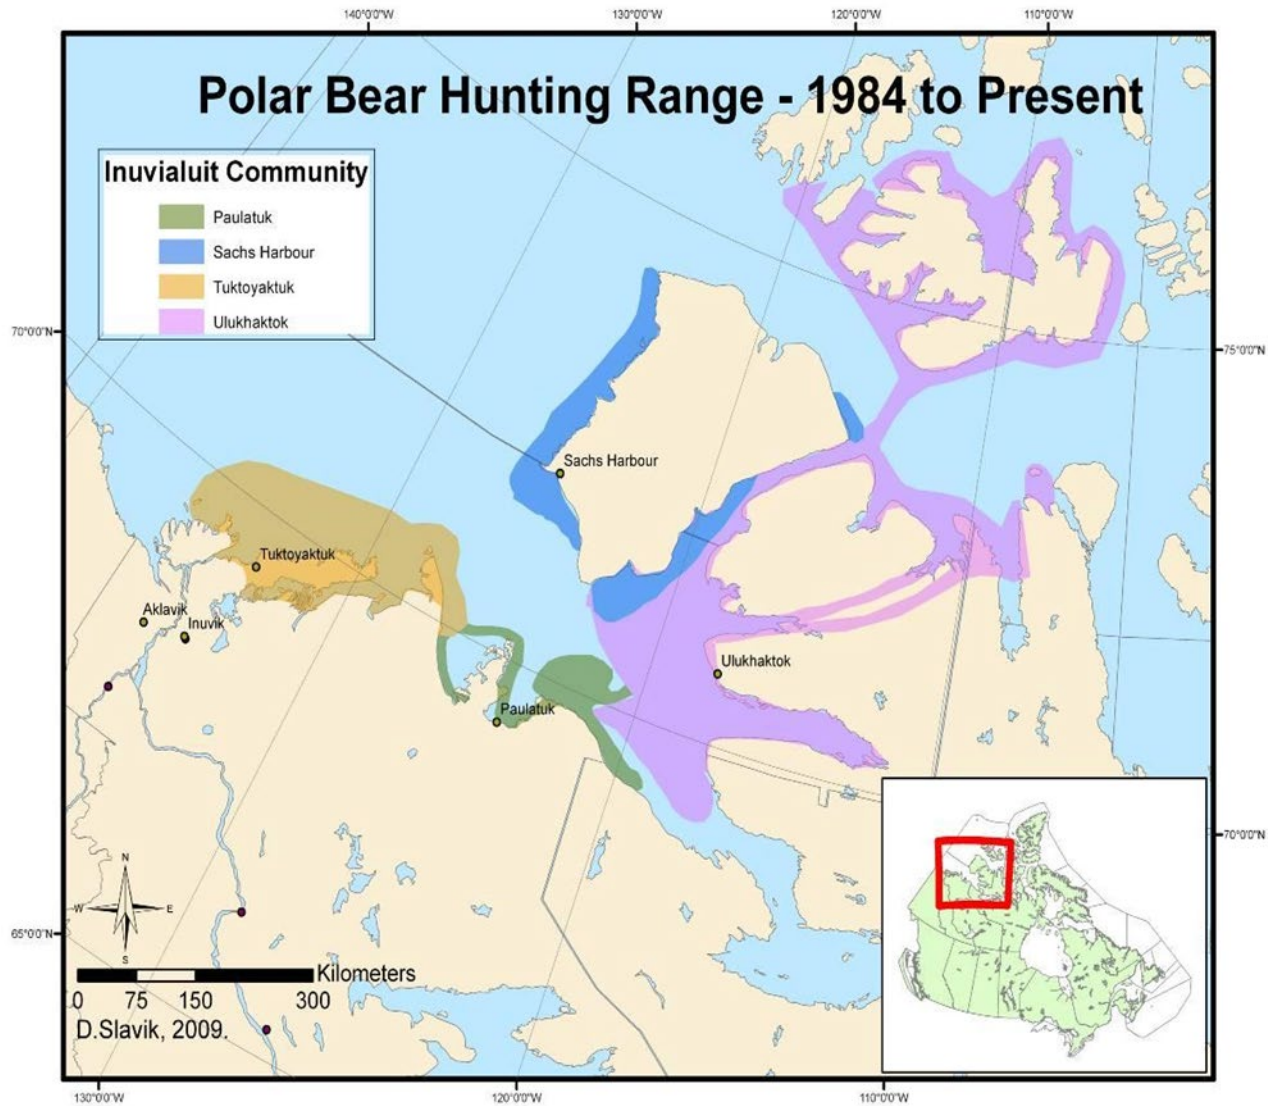 140°0'0"W 130°0'0"W 120°0'0"W 110°0'0"W
Polar Bear Hunting Range - 1984 to Present
Inuvialuit Community
Paulatuk
Sachs Harbour
Tuktoyaktuk
Ulukhaktok
70°0'0"N
75°0'0"N
Sachs Harbour
Tuktoyaktuk
Aklavik
Inuvik
Ulukhaktok
Paulatuk
70°0'0"N
N
W E
S
65°0'0"N
Kilometers
0 75 150 300
D.Slavik, 2009.
130°0'0"W 120°0'0"W 110°0'0"W